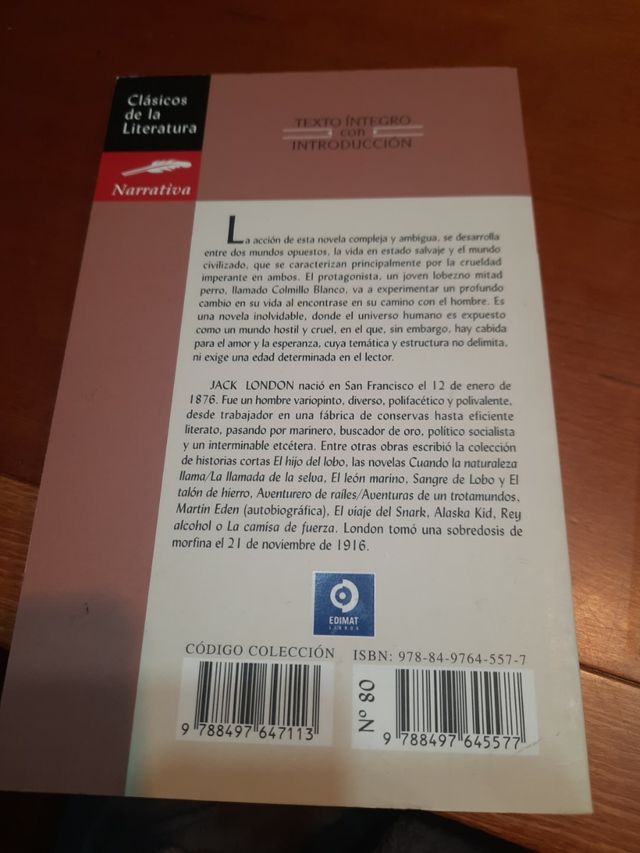 Clásicos
de la
Literatura
Narrativa
TEXTO ÍNTEGRO
con
INTRODUCCIÓN
La acción de esta novela compleja y ambigua, se desarrolla
entre dos mundos opuestos, la vida en estado salvaje y el mundo
civilizado, que se caracterizan principalmente por la crueldad
imperante en ambos. El protagonista, un joven lobezno mitad
perro, llamado Colmillo Blanco, va a experimentar un profundo
cambio en su vida al encontrase en su camino con el hombre. Es
una novela inolvidable, donde el universo humano es expuesto
como un mundo hostil y cruel, en el que, sin embargo, hay cabida
para el amor y la esperanza, cuya temática y estructura no delimita,
ni exige una edad determinada en el lector.
JACK LONDON nació en San Francisco el 12 de enero de
1876. Fue un hombre variopinto, diverso, polifacético y polivalente,
desde trabajador en una fábrica de conservas hasta eficiente
literato, pasando por marinero, buscador de oro, político socialista
y un interminable etcétera. Entre otras obras escribió la colección
de historias cortas El hijo del lobo, las novelas Cuando la naturaleza
llama/La llamada de la selva, El león marino, Sangre de Lobo y El
talón de hierro, Aventurero de raíles/Aventuras de un trotamundos,
Martin Eden (autobiográfica), El viaje del Snark, Alaska Kid, Rey
alcohol o La camisa de fuerza. London tomó una sobredosis de
morfina el 21 de noviembre de 1916.
EDIMAT
LIBROS
CÓDIGO COLECCIÓN
9 788497 647113
ISBN: 978-84-9764-557-7
Nº 80
9 788497 645577